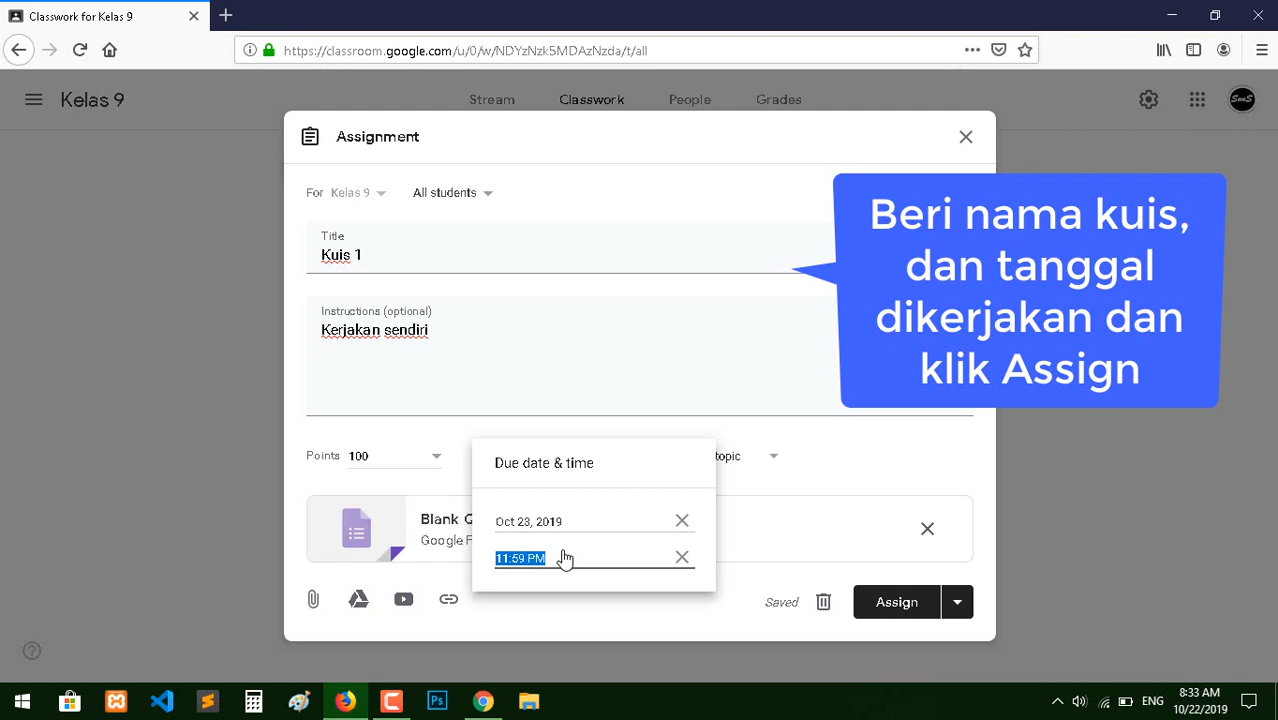 Classwork for Kelas 9
https://classroom.google.com/u/0/w/NDYzNzk5MDAzNzda/t/all
Kelas 9
Stream
Classwork
People
Grades
Assignment
For Kelas 9
All students
Title
Kuis 1
Beri nama kuis,
dan tanggal
dikerjakan dan
klik Assign
Instructions (optional)
Kerjakan sendiri
Points 100
topic
Due date & time
Oct 23, 2019
11:59 PM
Blank Q
Google F
Saved
Assign
Ps
ENG
8:33 AM
10/22/2019